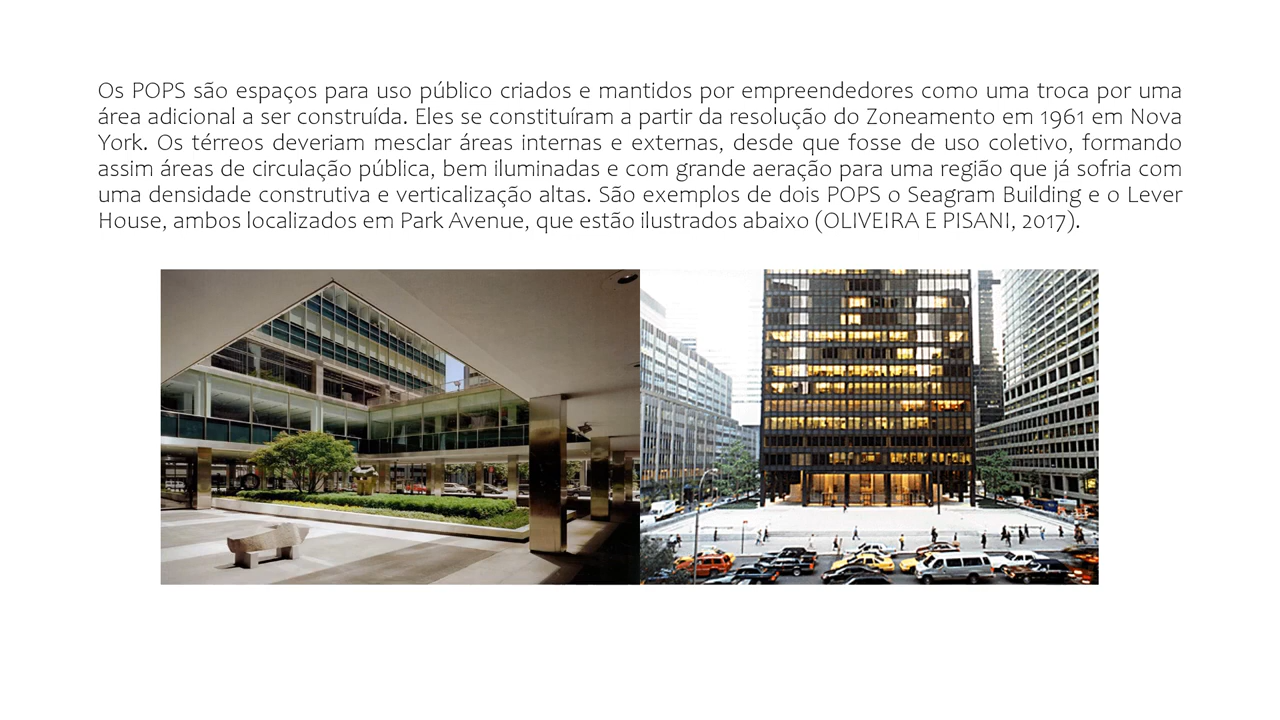 Os POPS são espaços para uso público criados e mantidos por empreendedores como uma troca por uma
área adicional a ser construída. Eles se constituíram a partir da resolução do Zoneamento em 1961 em Nova
York. Os térreos deveriam mesclar áreas internas e externas, desde que fosse de uso coletivo, formando
assim áreas de circulação pública, bem iluminadas e com grande aeração para uma região que já sofria com
uma densidade construtiva e verticalização altas. São exemplos de dois POPS o Seagram Building e o Lever
House, ambos localizados em Park Avenue, que estão ilustrados abaixo (OLIVEIRA E PISANI, 2017).